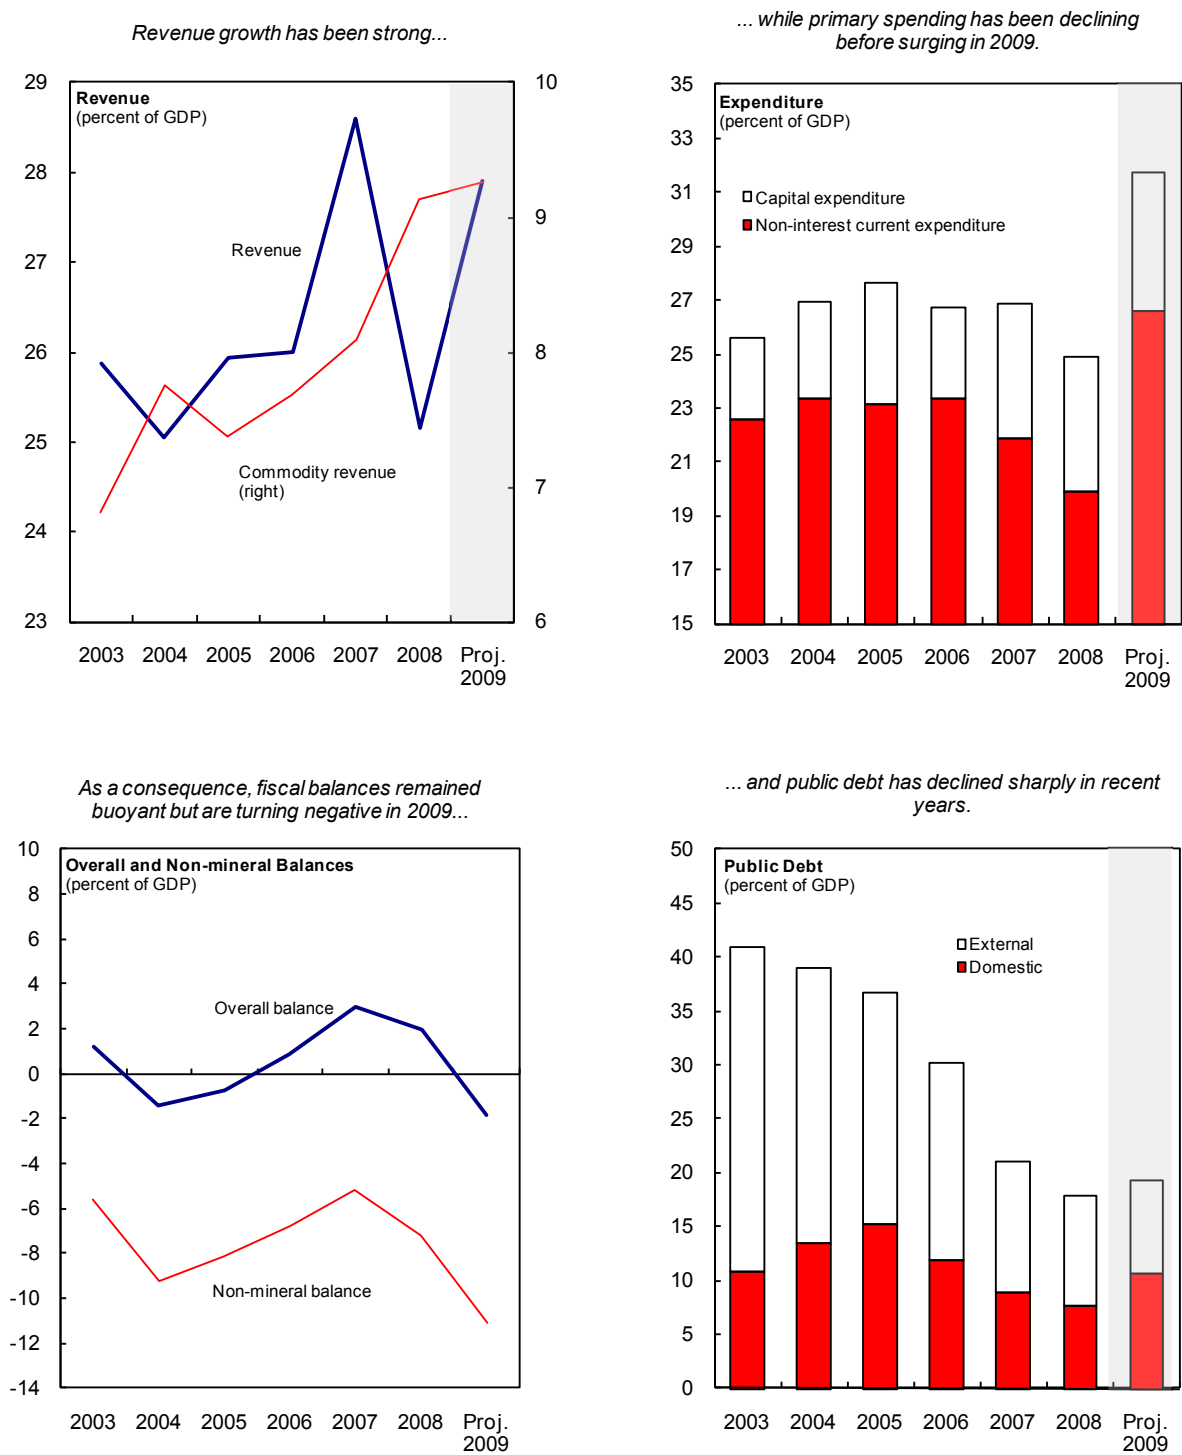 Revenue growth has been strong...
29
28
27
26
25
24
23
10
9
8
7
6
Revenue
(percent of GDP)
Revenue
Commodity revenue
(right)
2003 2004 2005 2006 2007 2008 Proj.
2009
... while primary spending has been declining
before surging in 2009.
35
33
31
29
27
25
23
21
19
17
15
Expenditure
(percent of GDP)
Capital expenditure
Non-interest current expenditure
2003 2004 2005 2006 2007 2008 Proj.
2009
As a consequence, fiscal balances remained
buoyant but are turning negative in 2009...
10
8
6
4
2
0
-2
-4
-6
-8
-10
-12
-14
Overall and Non-mineral Balances
(percent of GDP)
Overall balance
Non-mineral balance
2003 2004 2005 2006 2007 2008 Proj.
2009
... and public debt has declined sharply in recent
years.
50
45
40
35
30
25
20
15
10
5
0
Public Debt
(percent of GDP)
External
Domestic
2003 2004 2005 2006 2007 2008 Proj.
2009